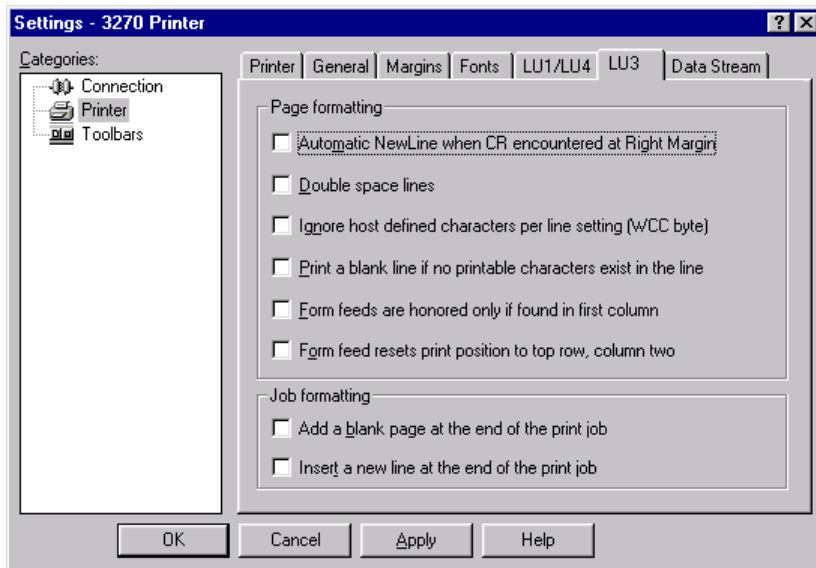 Settings - 3270 Printer
Categories:
Connection
Printer
Toolbars
Printer General Margins Fonts LU1/LU4 LU3 Data Stream
Page formatting
Automatic NewLine when CR encountered at Right Margin
Double space lines
Ignore host defined characters per line setting (WCC byte)
Print a blank line if no printable characters exist in the line
Form feeds are honored only if found in first column
Form feed resets print position to top row, column two
Job formatting
Add a blank page at the end of the print job
Insert a new line at the end of the print job
OK Cancel Apply Help